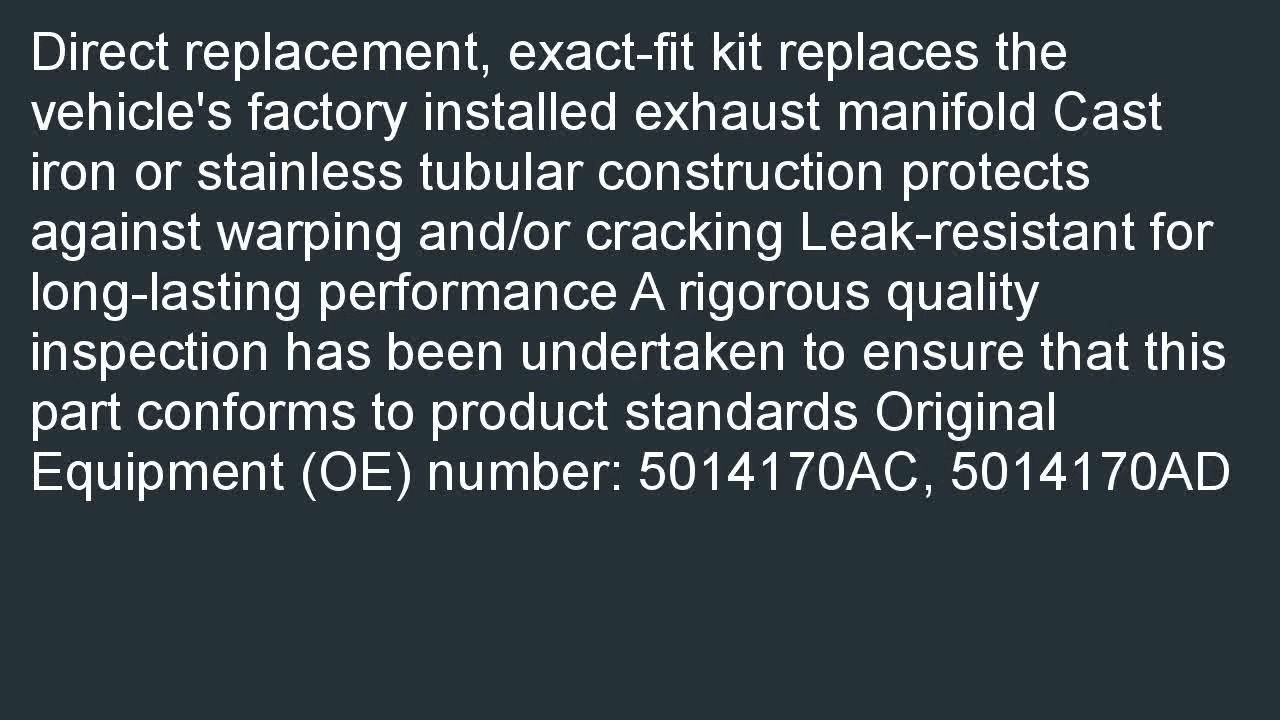 Direct replacement, exact-fit kit replaces the
vehicle's factory installed exhaust manifold Cast
iron or stainless tubular construction protects
against warping and/or cracking Leak-resistant for
long-lasting performance A rigorous quality
inspection has been undertaken to ensure that this
part conforms to product standards Original
Equipment (OE) number: 5014170AC, 5014170AD